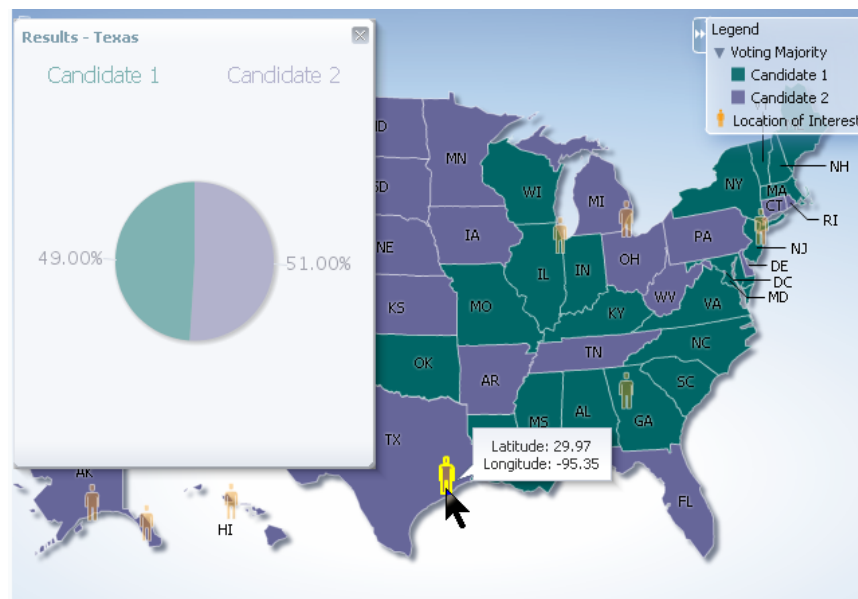 Results - Texas
Candidate 1
Candidate 2
49.00%
51.00%
Legend
Voting Majority
Candidate 1
Candidate 2
Location of Interest
ND
MN
SD
WI
MI
NY
NH
MA
CT
RI
NE
IA
PA
NJ
IL
IN
OH
DE
DC
MD
KS
MO
WV
VA
KY
OK
TN
NC
AR
SC
MS
AL
GA
TX
Latitude: 29.97
Longitude: -95.35
AK
HI
FL